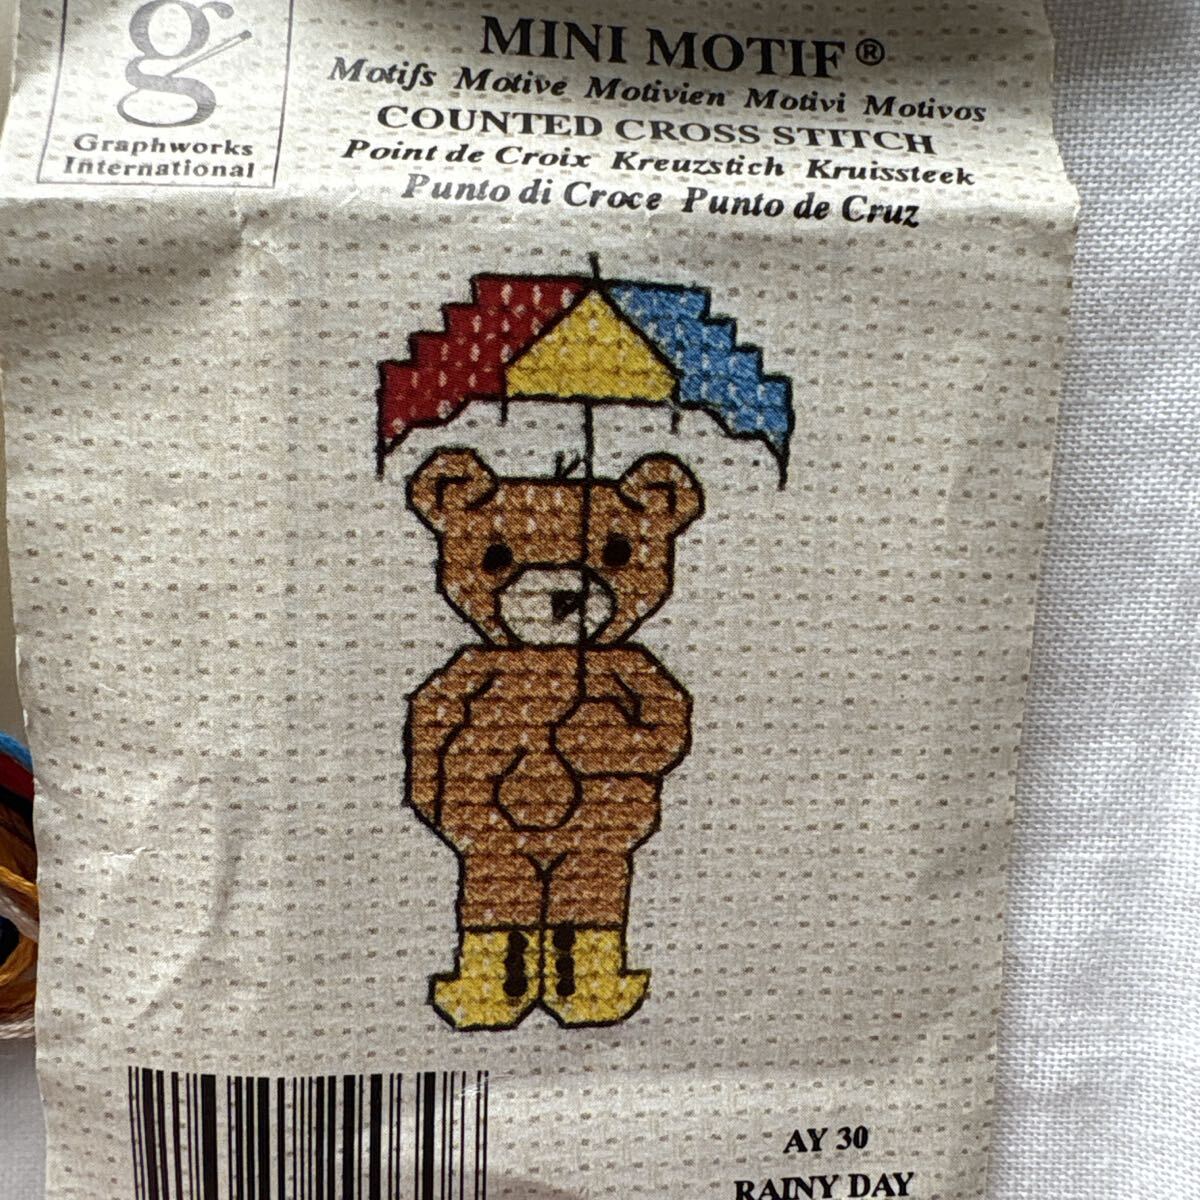 g
Graphworks
International
MINI MOTIF®
Motifs Motive Motivien Motivi Motivos
COUNTED CROSS STITCH
Point de Croix Kreuzstich Kruissteek
Punto di Croce Punto de Cruz
AY 30
RAINY DAY